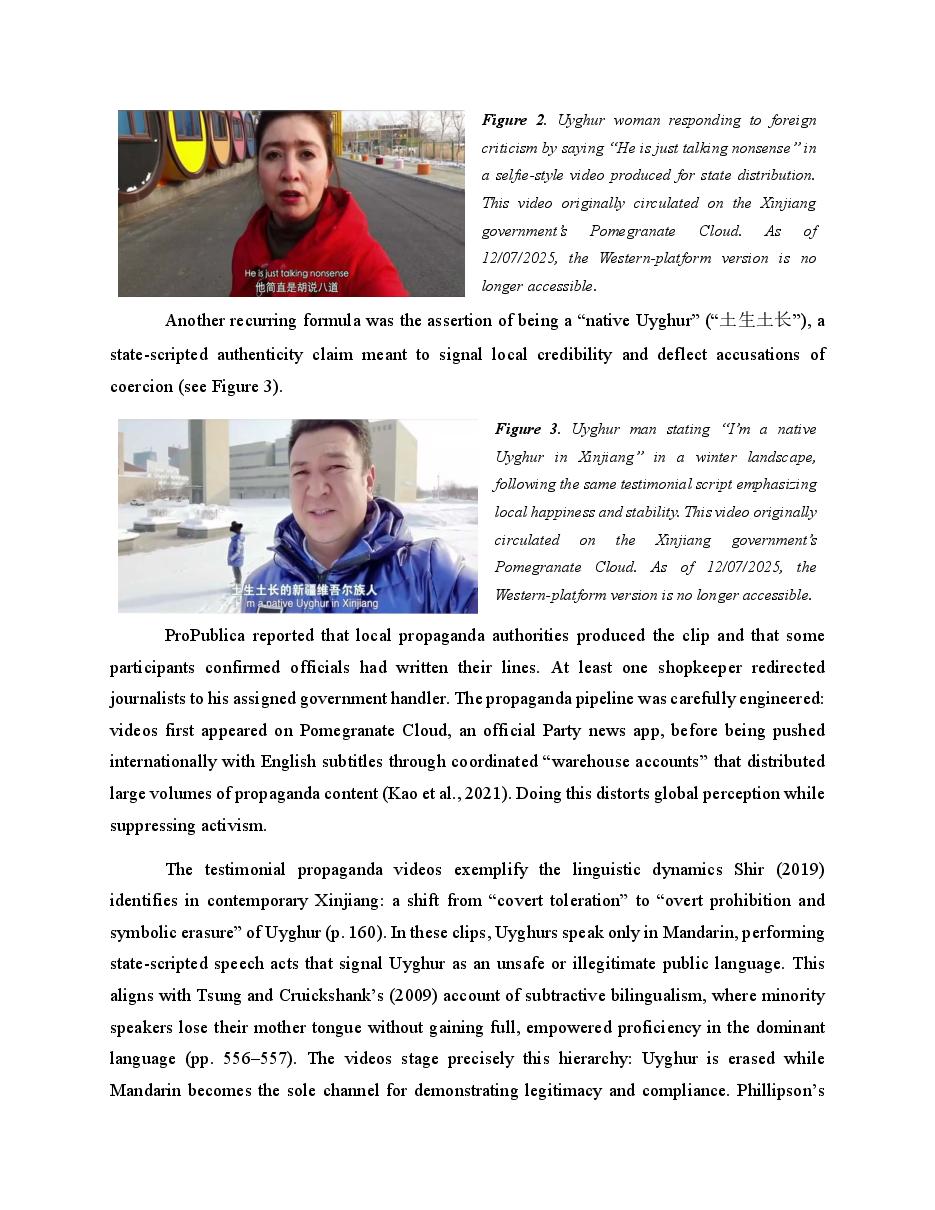 He is just talking nonsense
他简直是胡说八道
Figure 2. Uyghur woman responding to foreign
criticism by saying “He is just talking nonsense” in
a selfie-style video produced for state distribution.
This video originally circulated on the Xinjiang
government’s Pomegranate Cloud. As of
12/07/2025, the Western-platform version is no
longer accessible.
Another recurring formula was the assertion of being a “native Uyghur” (“土生土长”), a
state-scripted authenticity claim meant to signal local credibility and deflect accusations of
coercion (see Figure 3).
土生土长的新疆维吾尔族人
I’m a native Uyghur in Xinjiang
Figure 3. Uyghur man stating “I’m a native
Uyghur in Xinjiang” in a winter landscape,
following the same testimonial script emphasizing
local happiness and stability. This video originally
circulated on the Xinjiang government’s
Pomegranate Cloud. As of 12/07/2025, the
Western-platform version is no longer accessible.
ProPublica reported that local propaganda authorities produced the clip and that some
participants confirmed officials had written their lines. At least one shopkeeper redirected
journalists to his assigned government handler. The propaganda pipeline was carefully engineered:
videos first appeared on Pomegranate Cloud, an official Party news app, before being pushed
internationally with English subtitles through coordinated “warehouse accounts” that distributed
large volumes of propaganda content (Kao et al., 2021). Doing this distorts global perception while
suppressing activism.
The testimonial propaganda videos exemplify the linguistic dynamics Shir (2019)
identifies in contemporary Xinjiang: a shift from “covert toleration” to “overt prohibition and
symbolic erasure” of Uyghur (p. 160). In these clips, Uyghurs speak only in Mandarin, performing
state-scripted speech acts that signal Uyghur as an unsafe or illegitimate public language. This
aligns with Tsung and Cruickshank’s (2009) account of subtractive bilingualism, where minority
speakers lose their mother tongue without gaining full, empowered proficiency in the dominant
language (pp. 556–557). The videos stage precisely this hierarchy: Uyghur is erased while
Mandarin becomes the sole channel for demonstrating legitimacy and compliance. Phillipson’s